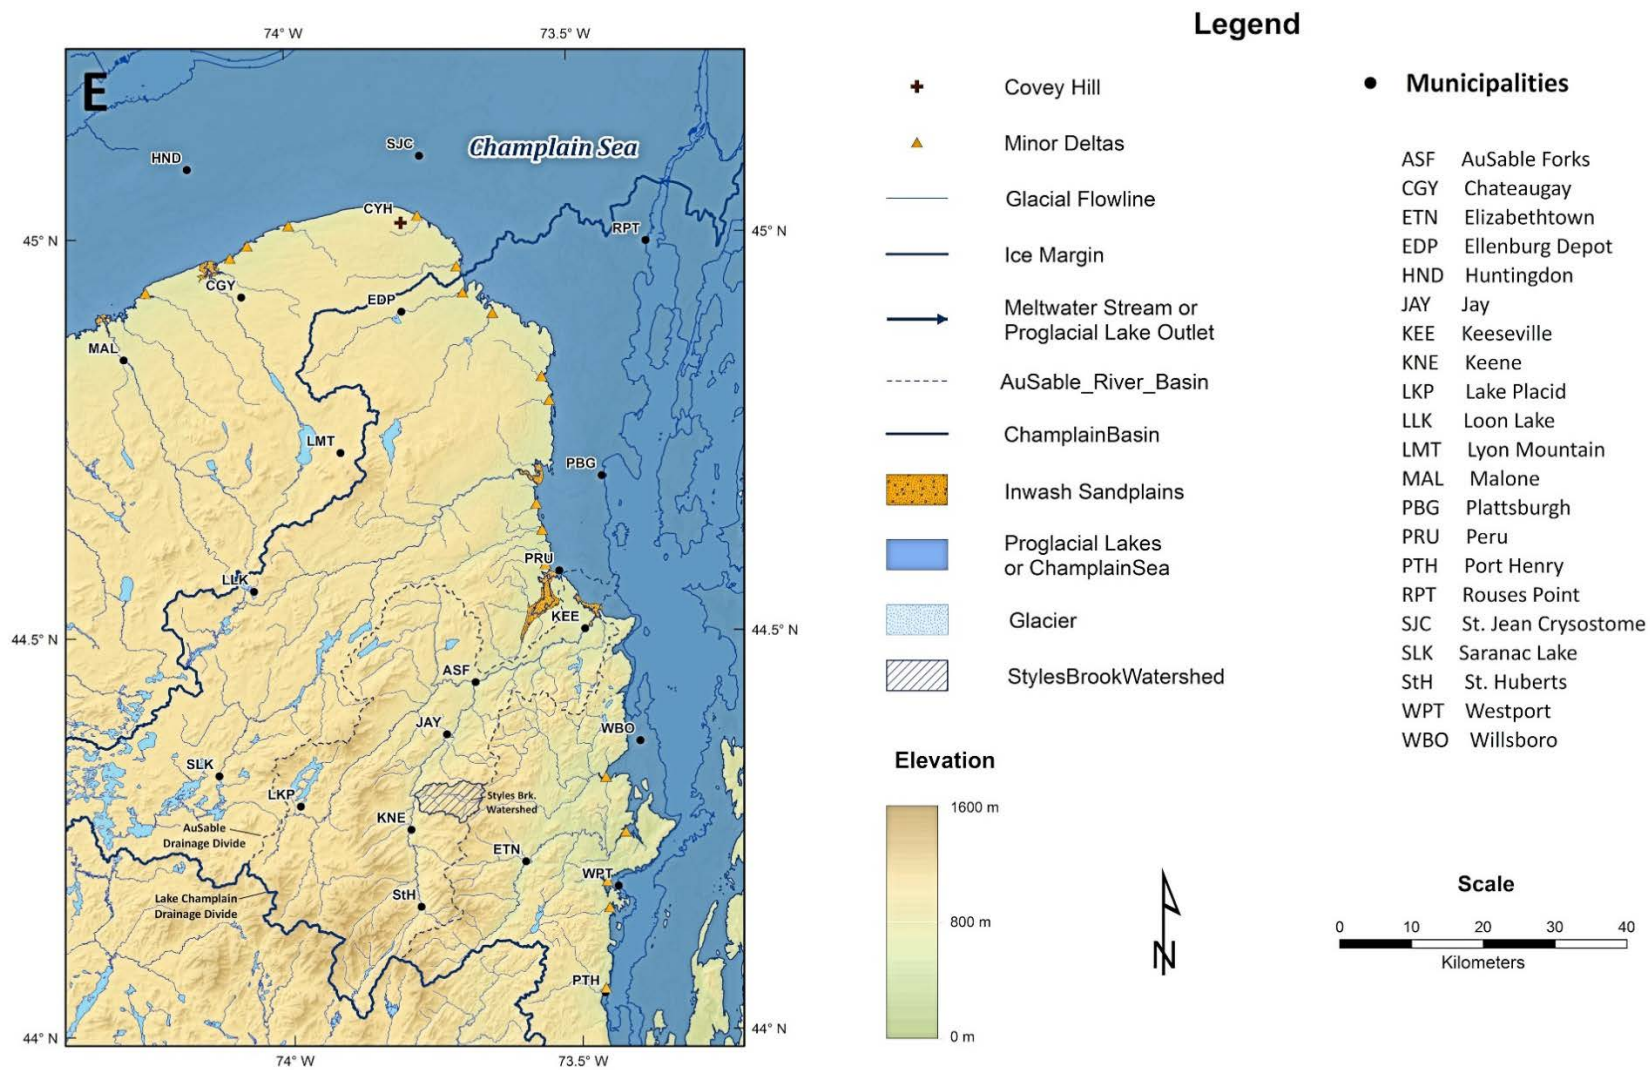 74° W
73.5° W
E
HND
SJC
Champlain Sea
CYH
RPT
45° N
45° N
CGY
EDP
MAL
LMT
PBG
LLK
PRU
KEE
44.5° N
44.5° N
ASF
JAY
WBO
SLK
LKP
Styles Brk.
Watershed
KNE
AuSable
Drainage Divide
ETN
WPT
StH
Lake Champlain
Drainage Divide
PTH
44° N
44° N
74° W
73.5° W
Legend
Covey Hill
Minor Deltas
Glacial Flowline
Ice Margin
Meltwater Stream or
Proglacial Lake Outlet
AuSable_River_Basin
ChamplainBasin
Inwash Sandplains
Proglacial Lakes
or ChamplainSea
Glacier
StylesBrookWatershed
Elevation
1600 m
800 m
0 m
N
Municipalities
ASF AuSable Forks
CGY Chateaugay
ETN Elizabethtown
EDP Ellenburg Depot
HND Huntingdon
JAY Jay
KEE Keeseville
KNE Keene
LKP Lake Placid
LLK Loon Lake
LMT Lyon Mountain
MAL Malone
PBG Plattsburgh
PRU Peru
PTH Port Henry
RPT Rouses Point
SJC St. Jean Crysostome
SLK Saranac Lake
StH St. Huberts
WPT Westport
WBO Willsboro
Scale
0 10 20 30 40
Kilometers